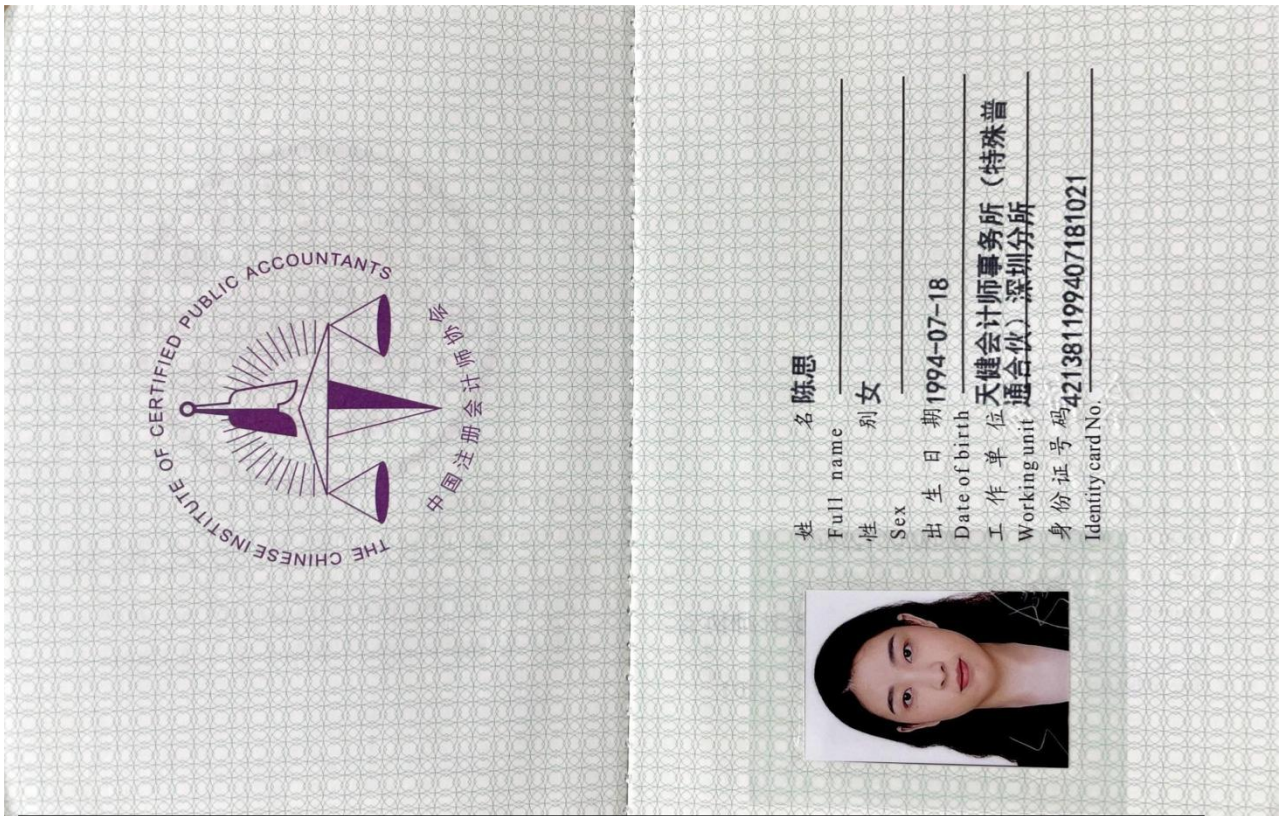 THE CHINESE INSTITUTE OF CERTIFIED PUBLIC ACCOUNTANTS
中国注册会计师协会
姓 名 陈思
Full name
性 别 女
Sex
出 生 日 期 1994-07-18
Date of birth
工 作 单 位 天健会计师事务所（特殊普
Working unit 通合伙）深圳分所
身 份 证 号 码 421381199407181021
Identity card No.